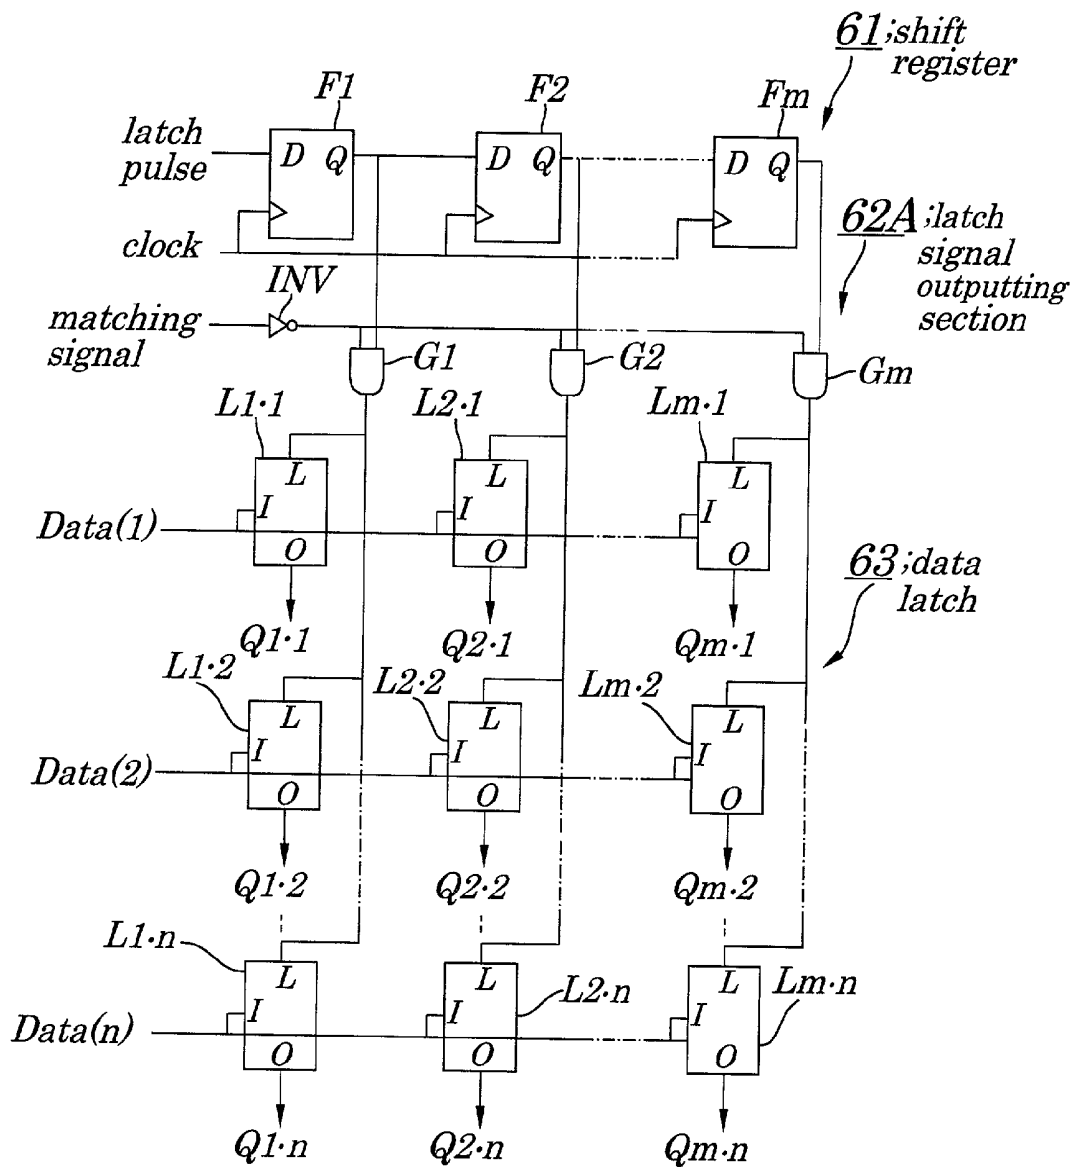 61;shift
register
F1
F2
Fm
latch
pulse
D Q
D Q
D Q
clock
62A;latch
signal
outputting
section
INV
matching
signal
G1
G2
Gm
L1·1
L2·1
Lm·1
L
L
L
I
I
I
Data(1)
O
O
O
63;data
latch
Q1·1
Q2·1
Qm·1
L1·2
L2·2
Lm·2
L
L
L
I
I
I
Data(2)
O
O
O
Q1·2
Q2·2
Qm·2
L1·n
L2·n
Lm·n
L
L
L
I
I
I
Data(n)
O
O
O
Q1·n
Q2·n
Qm·n